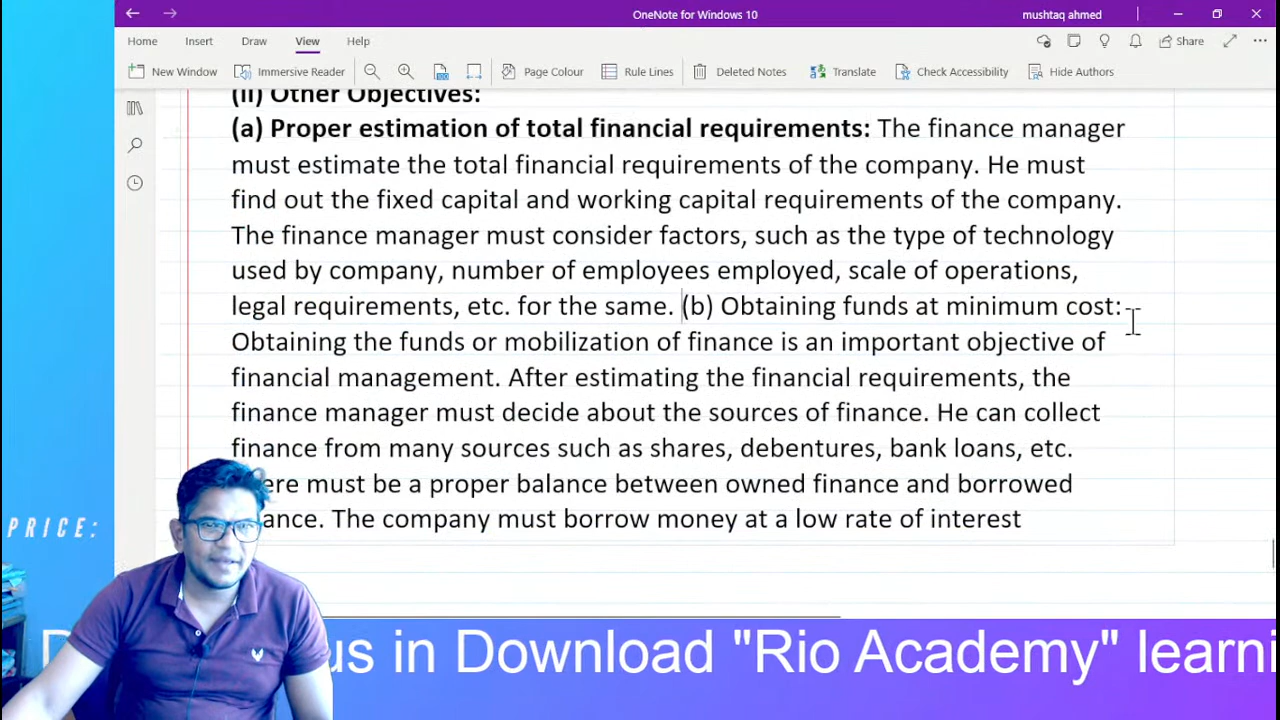 OneNote for Windows 10
mushtaq ahmed
Home Insert Draw View Help
Share
New Window Immersive Reader Page Colour Rule Lines Deleted Notes Translate Check Accessibility Hide Authors
(ii) Other Objectives:
(a) Proper estimation of total financial requirements: The finance manager
must estimate the total financial requirements of the company. He must
find out the fixed capital and working capital requirements of the company.
The finance manager must consider factors, such as the type of technology
used by company, number of employees employed, scale of operations,
legal requirements, etc. for the same. (b) Obtaining funds at minimum cost:
Obtaining the funds or mobilization of finance is an important objective of
financial management. After estimating the financial requirements, the
finance manager must decide about the sources of finance. He can collect
finance from many sources such as shares, debentures, bank loans, etc.
must be a proper balance between owned finance and borrowed
The company must borrow money at a low rate of interest
PRICE:
us in Download "Rio Academy" learni